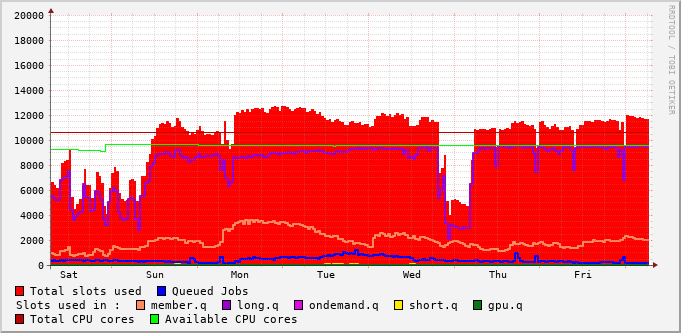 20000
18000
16000
14000
12000
10000
8000
6000
4000
2000
0
Sat Sun Mon Tue Wed Thu Fri
RRDTOOL / TOBI OETIKER
Total slots used Queued Jobs
Slots used in : member.q long.q ondemand.q short.q gpu.q
Total CPU cores Available CPU cores